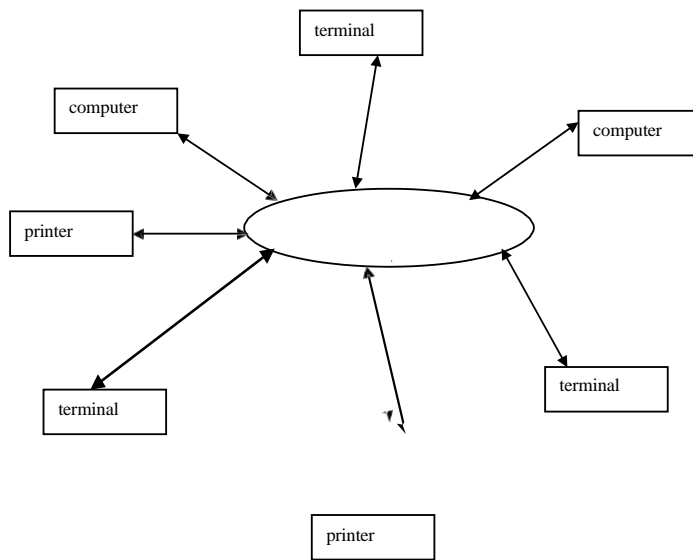 terminal
computer
computer
printer
terminal
terminal
printer